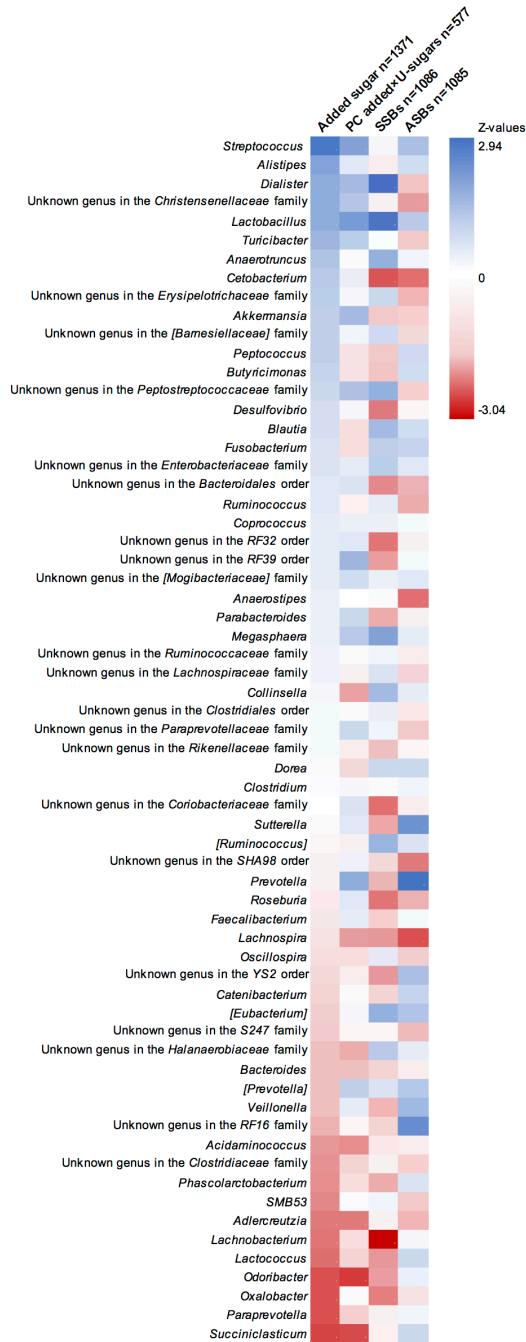 Added sugar n=1371
PC added×U-sugars n=577
SSBs n=1086
ASBs n=1085
Z-values
2.94
0
-3.04
Streptococcus
Alistipes
Dialister
Unknown genus in the Christensenellaceae family
Lactobacillus
Turicibacter
Anaerotruncus
Cetobacterium
Unknown genus in the Erysipelotrichaceae family
Akkermansia
Unknown genus in the [Barnesiellaceae] family
Peptococcus
Butyricimonas
Unknown genus in the Peptostreptococcaceae family
Desulfovibrio
Blautia
Fusobacterium
Unknown genus in the Enterobacteriaceae family
Unknown genus in the Bacteroidales order
Ruminococcus
Coprococcus
Unknown genus in the RF32 order
Unknown genus in the RF39 order
Unknown genus in the [Mogibacteriaceae] family
Anaerostipes
Parabacteroides
Megasphaera
Unknown genus in the Ruminococcaceae family
Unknown genus in the Lachnospiraceae family
Collinsella
Unknown genus in the Clostridiales order
Unknown genus in the Paraprevotellaceae family
Unknown genus in the Rikenellaceae family
Dorea
Clostridium
Unknown genus in the Coriobacteriaceae family
Sutterella
[Ruminococcus]
Unknown genus in the SHA98 order
Prevotella
Roseburia
Faecalibacterium
Lachnospira
Oscillospira
Unknown genus in the YS2 order
Catenibacterium
[Eubacterium]
Unknown genus in the S247 family
Unknown genus in the Halanaerobiaceae family
Bacteroides
[Prevotella]
Veillonella
Unknown genus in the RF16 family
Acidaminococcus
Unknown genus in the Clostridiaceae family
Phascolarctobacterium
SMB53
Adlercreutzia
Lachnobacterium
Lactococcus
Odoribacter
Oxalobacter
Paraprevotella
Succiniclasticum